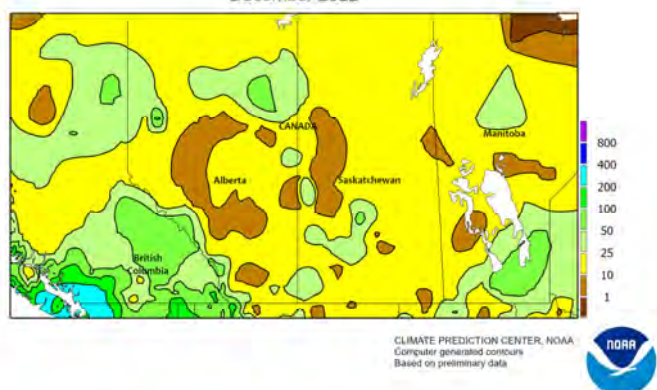 CANADA
Manitoba
Alberta
Saskatchewan
British
Columbia
800
400
200
100
50
25
10
1
CLIMATE PREDICTION CENTER, NOAA
Computer generated contours
Based on preliminary data
NOAA